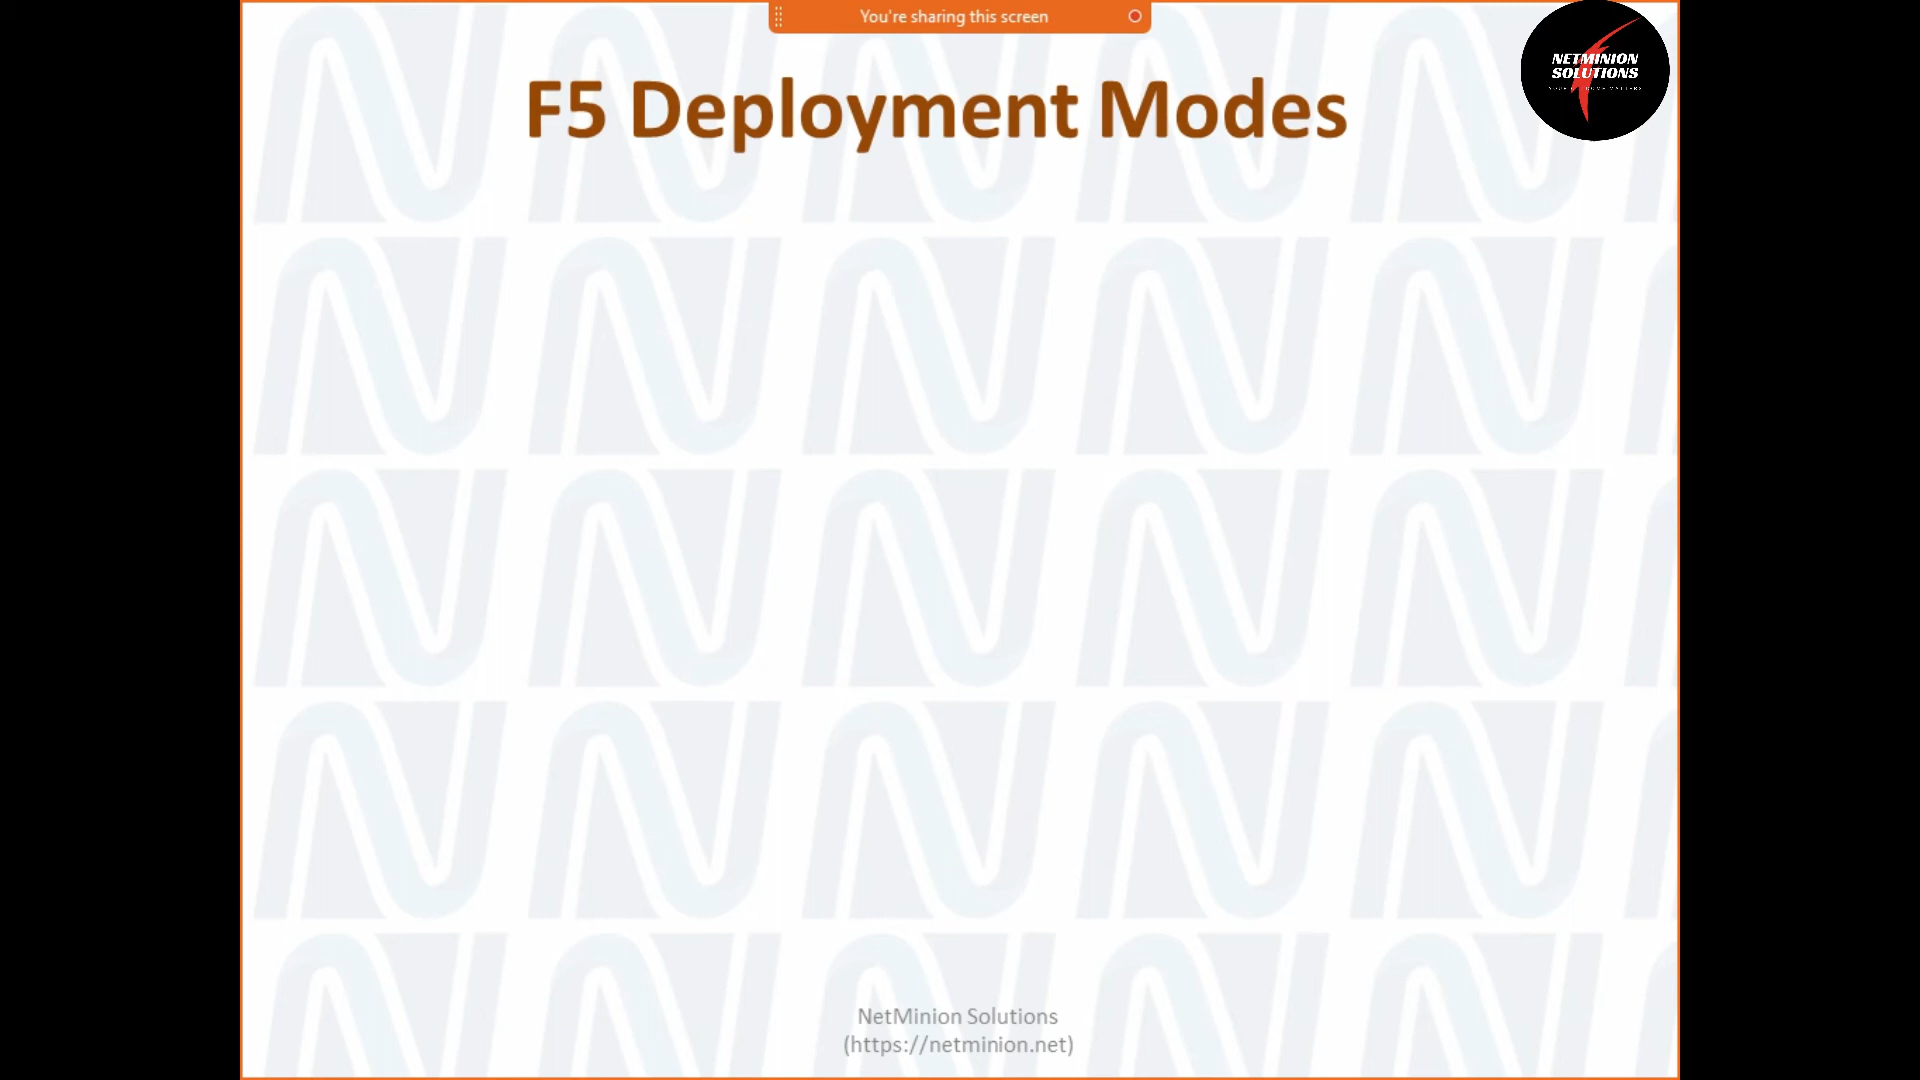 You're sharing this screen
NETMINION
SOLUTIONS
F5 Deployment Modes
NetMinion Solutions
(https://netminion.net)